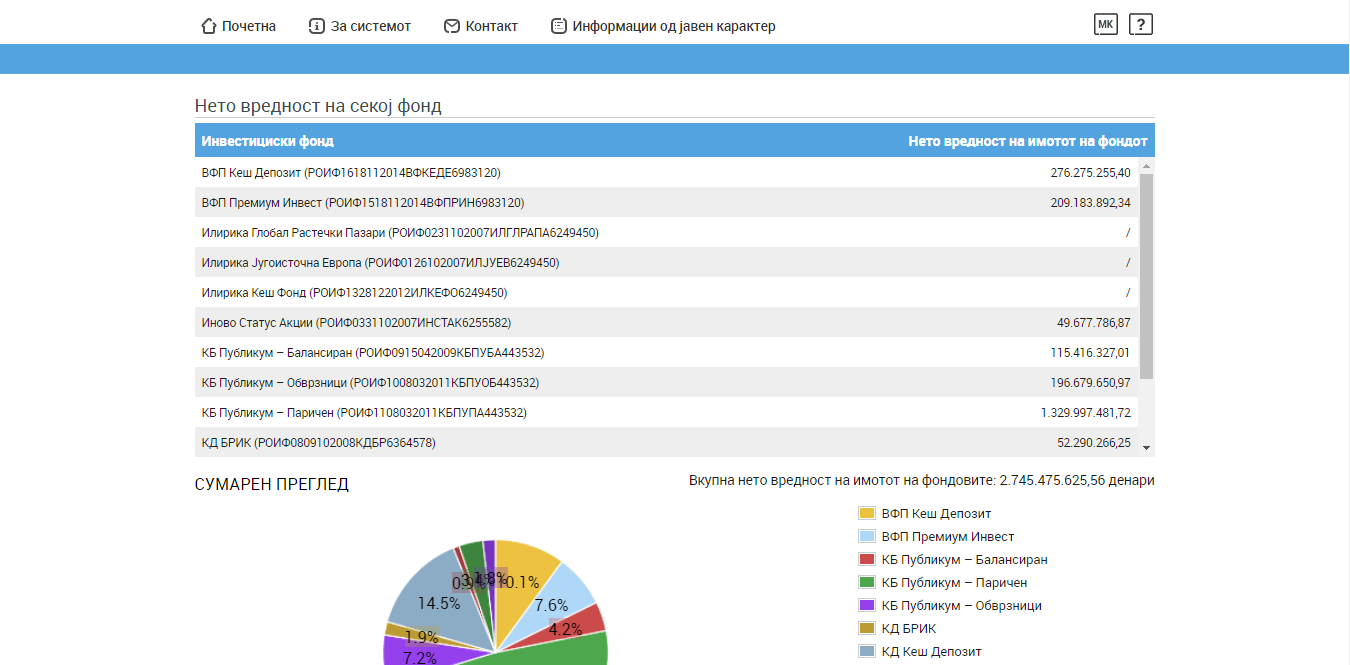 Почетна За системот Контакт Информации од јавен карактер МК ?
Нето вредност на секој фонд
Инвестициски фонд Нето вредност на имотот на фондот
ВФП Кеш Депозит (РОИФ1618112014ВФКЕДЕ6983120) 276.275.255,40
ВФП Премиум Инвест (РОИФ1518112014ВФПРИН6983120) 209.183.892,34
Илирика Глобал Растечки Пазари (РОИФ0231102007ИЛГЛРАПА6249450) /
Илирика Југоисточна Европа (РОИФ0126102007ИЛЈУЕВ6249450) /
Илирика Кеш Фонд (РОИФ1328122012ИЛКЕФО6249450) /
Иново Статус Акции (РОИФ0331102007ИНСТАК6255582) 49.677.786,87
КБ Публикум – Балансиран (РОИФ0915042009КБПУБА443532) 115.416.327,01
КБ Публикум – Обврзници (РОИФ1008032011КБПУОБ443532) 196.679.650,97
КБ Публикум – Паричен (РОИФ1108032011КБПУПА443532) 1.329.997.481,72
КД БРИК (РОИФ0809102008КДБР6364578) 52.290.266,25
СУМАРЕН ПРЕГЛЕД Вкупна нето вредност на имотот на фондовите: 2.745.475.625,56 денари
ВФП Кеш Депозит
ВФП Премиум Инвест
КБ Публикум – Балансиран
КБ Публикум – Паричен
КБ Публикум – Обврзници
КД БРИК
КД Кеш Депозит
1.8%
10.1%
14.5%
7.6%
4.2%
1.9%
7.2%